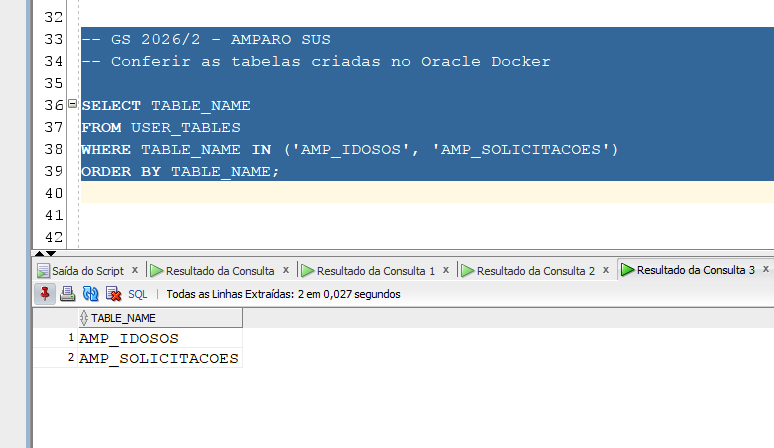 32
33 -- GS 2026/2 - AMPARO SUS
34 -- Conferir as tabelas criadas no Oracle Docker
35
36 SELECT TABLE_NAME
37 FROM USER_TABLES
38 WHERE TABLE_NAME IN ('AMP_IDOSOS', 'AMP_SOLICITACOES')
39 ORDER BY TABLE_NAME;
40
41
42
Saída do Script x Resultado da Consulta x Resultado da Consulta 1 x Resultado da Consulta 2 x Resultado da Consulta 3 x
SQL | Todas as Linhas Extraídas: 2 em 0,027 segundos
TABLE_NAME
1 AMP_IDOSOS
2 AMP_SOLICITACOES